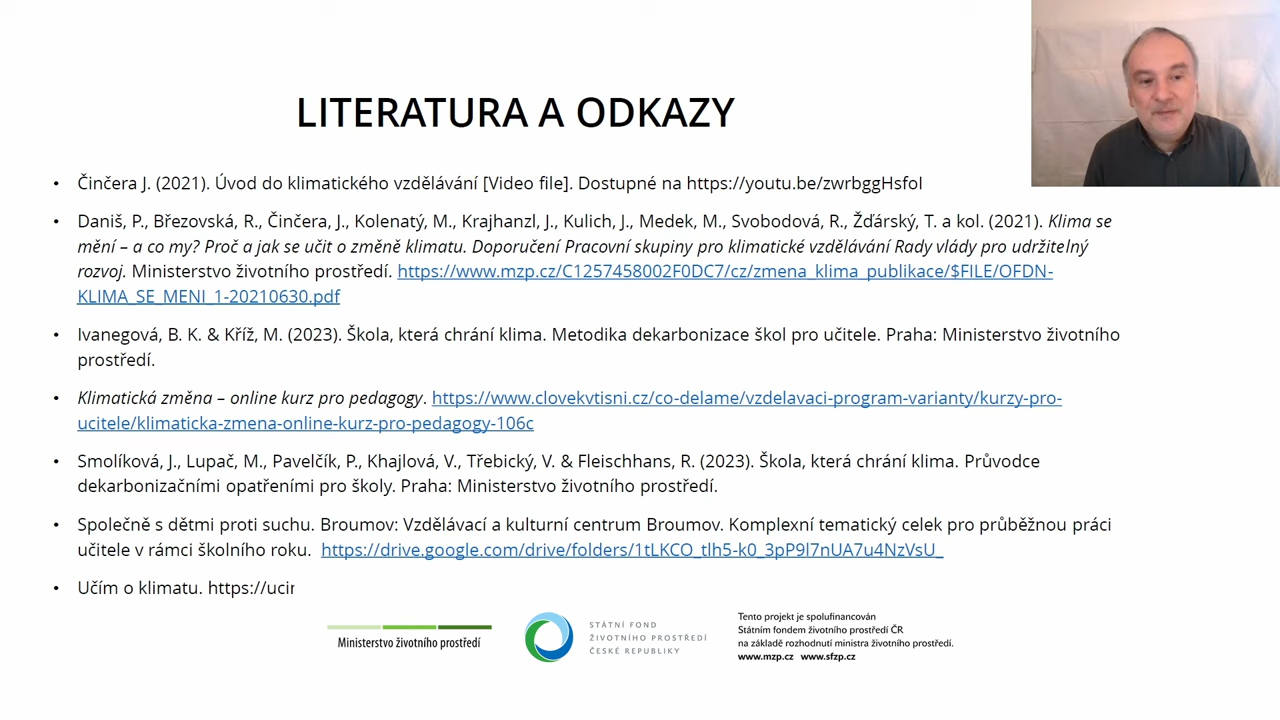 LITERATURA A ODKAZY
• Činčera J. (2021). Úvod do klimatického vzdělávání [Video file]. Dostupné na https://youtu.be/zwrbggHsfoI
• Daniš, P., Březovská, R., Činčera, J., Kolenatý, M., Krajhanzl, J., Kulich, J., Medek, M., Svobodová, R., Žďárský, T. a kol. (2021). Klima se
mění – a co my? Proč a jak se učit o změně klimatu. Doporučení Pracovní skupiny pro klimatické vzdělávání Rady vlády pro udržitelný
rozvoj. Ministerstvo životního prostředí. https://www.mzp.cz/C1257458002F0DC7/cz/zmena_klima_publikace/$FILE/OFDN-
KLIMA_SE_MENI_1-20210630.pdf
• Ivanegová, B. K. & Kříž, M. (2023). Škola, která chrání klima. Metodika dekarbonizace škol pro učitele. Praha: Ministerstvo životního
prostředí.
• Klimatická změna – online kurz pro pedagogy. https://www.clovekvtisni.cz/co-delame/vzdelavaci-program-varianty/kurzy-pro-
ucitele/klimaticka-zmena-online-kurz-pro-pedagogy-106c
• Smolíková, J., Lupač, M., Pavelčík, P., Khajlová, V., Třebický, V. & Fleischhans, R. (2023). Škola, která chrání klima. Průvodce
dekarbonizačními opatřeními pro školy. Praha: Ministerstvo životního prostředí.
• Společně s dětmi proti suchu. Broumov: Vzdělávací a kulturní centrum Broumov. Komplexní tematický celek pro průběžnou práci
učitele v rámci školního roku. https://drive.google.com/drive/folders/1tLKCO_tlh5-k0_3pP9l7nUA7u4NzVsU_
• Učím o klimatu. https://ucir
Ministerstvo životního prostředí
STÁTNÍ FOND
ŽIVOTNÍHO PROSTŘEDÍ
ČESKÉ REPUBLIKY
Tento projekt je spolufinancován
Státním fondem životního prostředí ČR
na základě rozhodnutí ministra životního prostředí.
www.mzp.cz www.sfzp.cz